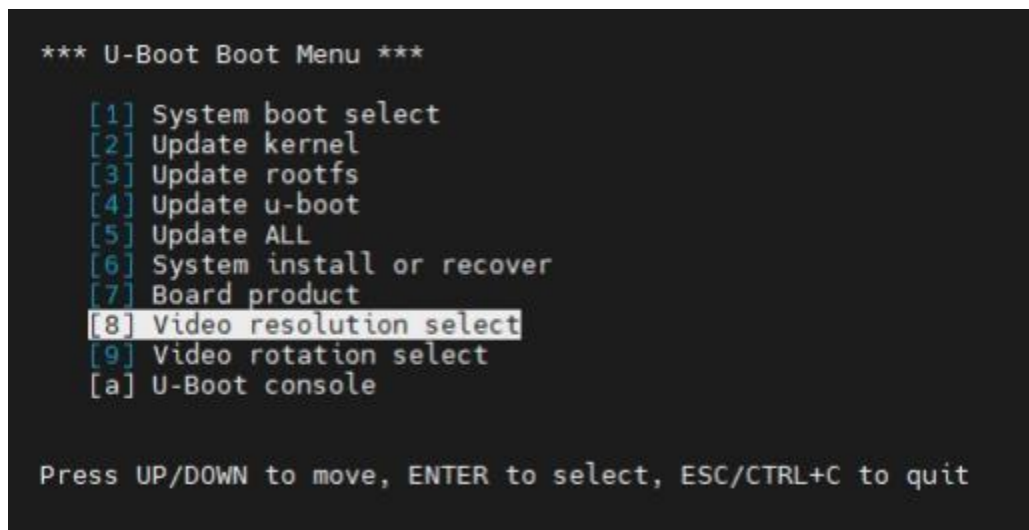 *** U-Boot Boot Menu ***
[1] System boot select
[2] Update kernel
[3] Update rootfs
[4] Update u-boot
[5] Update ALL
[6] System install or recover
[7] Board product
[8] Video resolution select
[9] Video rotation select
[a] U-Boot console
Press UP/DOWN to move, ENTER to select, ESC/CTRL+C to quit